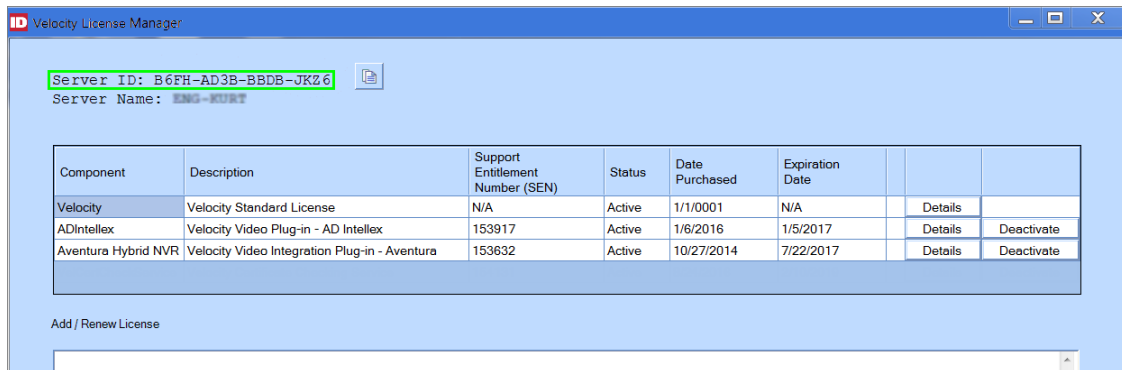 ID Velocity License Manager
Server ID: B6FH-AD3B-BBDB-JKZ6
Server Name: ENG-KURT
Component Description Support Entitlement Number (SEN) Status Date Purchased Expiration Date
Velocity Velocity Standard License N/A Active 1/1/0001 N/A Details
ADIntellex Velocity Video Plug-in - AD Intellex 153917 Active 1/6/2016 1/5/2017 Details Deactivate
Aventura Hybrid NVR Velocity Video Integration Plug-in - Aventura 153632 Active 10/27/2014 7/22/2017 Details Deactivate
Add / Renew License